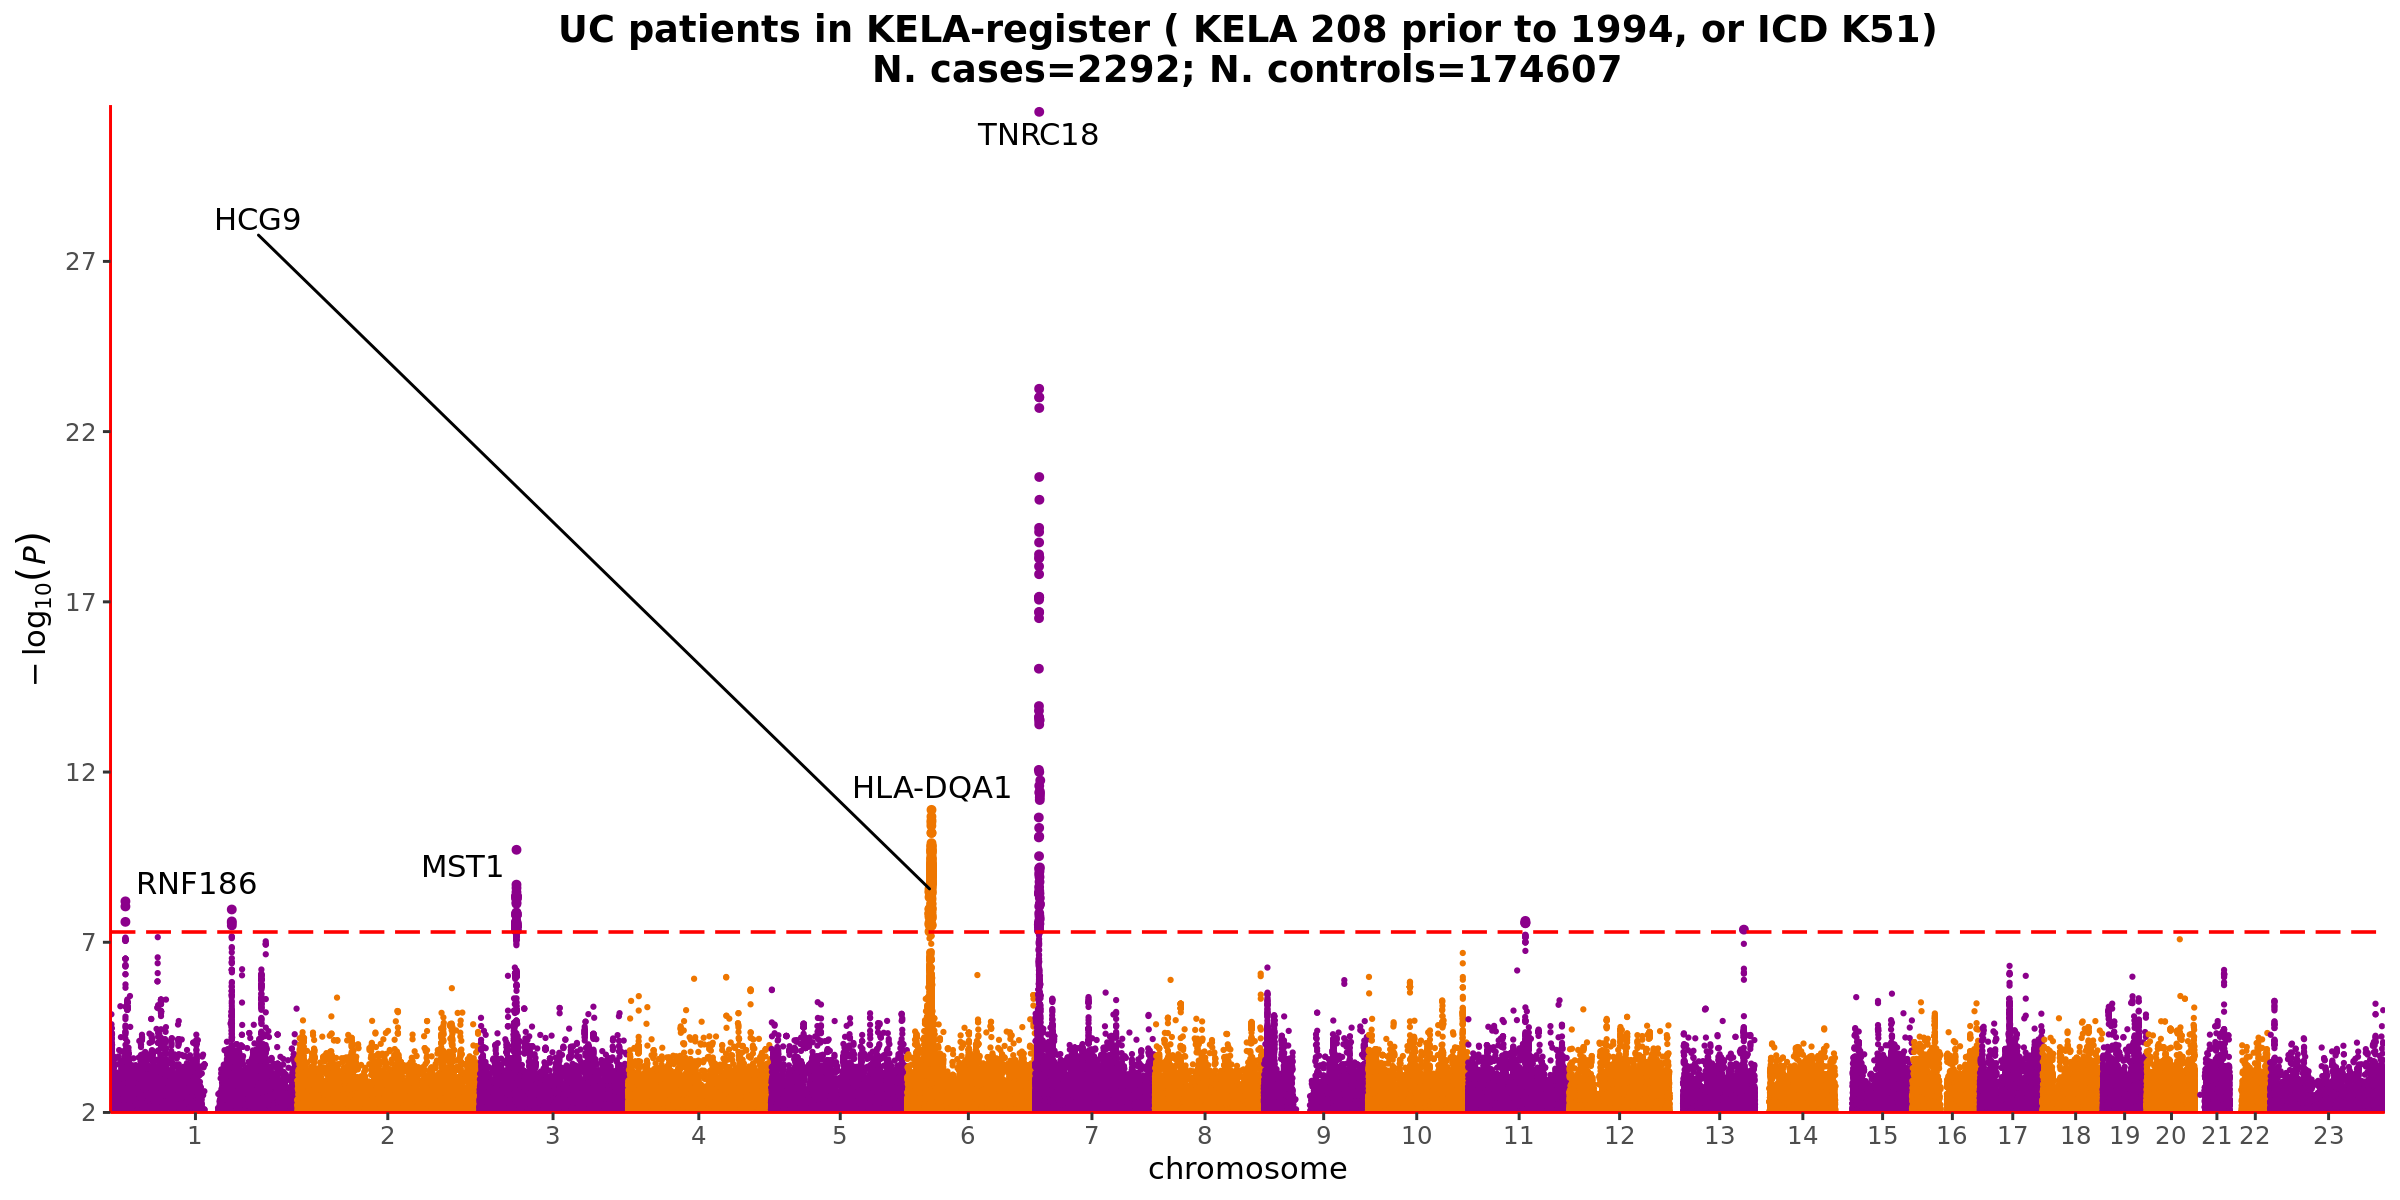 UC patients in KELA-register ( KELA 208 prior to 1994, or ICD K51)
N. cases=2292; N. controls=174607
TNRC18
HCG9
HLA-DQA1
MST1
RNF186
27
22
17
12
7
2
−log₁₀(P)
1 2 3 4 5 6 7 8 9 10 11 12 13 14 15 16 17 18 19 20 21 22 23
chromosome